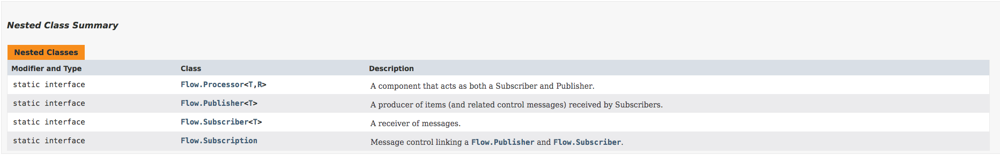 Nested Class Summary
Nested Classes
Modifier and Type Class Description
static interface Flow.Processor<T,R> A component that acts as both a Subscriber and Publisher.
static interface Flow.Publisher<T> A producer of items (and related control messages) received by Subscribers.
static interface Flow.Subscriber<T> A receiver of messages.
static interface Flow.Subscription Message control linking a Flow.Publisher and Flow.Subscriber.